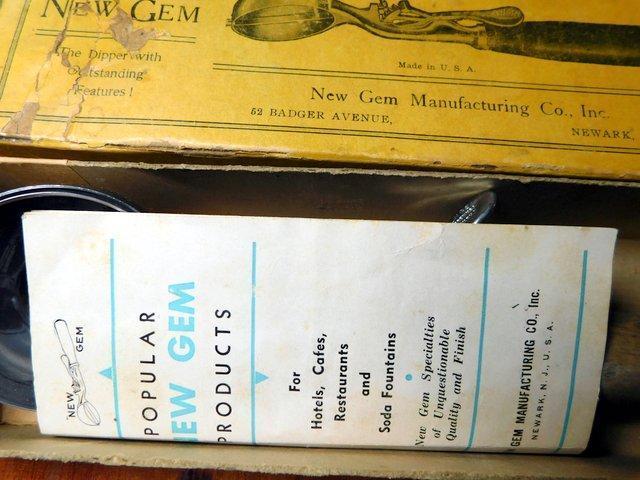 NEW GEM
The Dipper with
Outstanding
Features!
Made in U. S. A.
New Gem Manufacturing Co., Inc.
52 BADGER AVENUE,
NEWARK,
NEW
GEM
POPULAR
NEW GEM
PRODUCTS
For
Hotels, Cafes,
Restaurants
and
Soda Fountains
New Gem Specialties
of Unquestionable
Quality and Finish
GEM MANUFACTURING CO., Inc.
NEWARK, N. J., U. S. A.